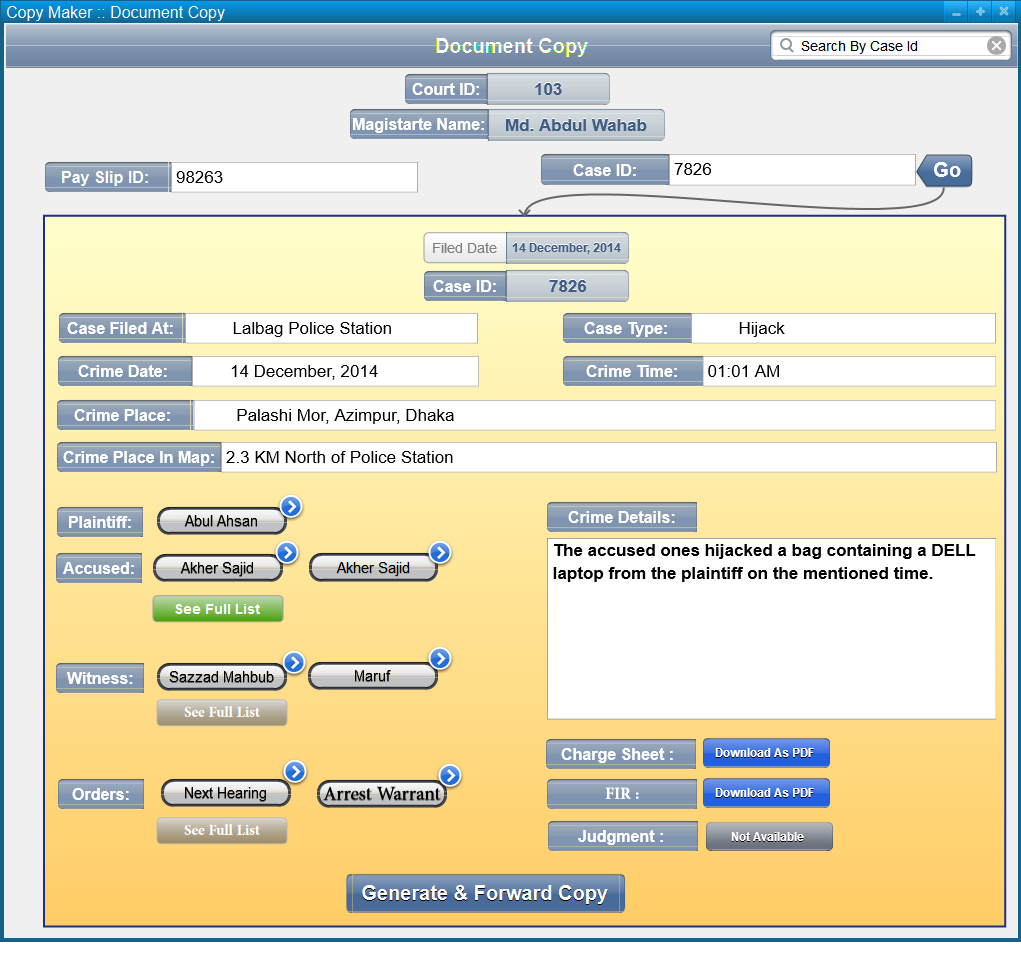 Copy Maker :: Document Copy
Document Copy
Search By Case Id
Court ID: 103
Magistarte Name: Md. Abdul Wahab
Pay Slip ID: 98263
Case ID: 7826 Go
Filed Date 14 December, 2014
Case ID: 7826
Case Filed At: Lalbag Police Station
Case Type: Hijack
Crime Date: 14 December, 2014
Crime Time: 01:01 AM
Crime Place: Palashi Mor, Azimpur, Dhaka
Crime Place In Map: 2.3 KM North of Police Station
Plaintiff: Abul Ahsan
Accused: Akher Sajid Akher Sajid
See Full List
Witness: Sazzad Mahbub Maruf
See Full List
Orders: Next Hearing Arrest Warrant
See Full List
Crime Details:
The accused ones hijacked a bag containing a DELL
laptop from the plaintiff on the mentioned time.
Charge Sheet : Download As PDF
FIR : Download As PDF
Judgment : Not Available
Generate & Forward Copy